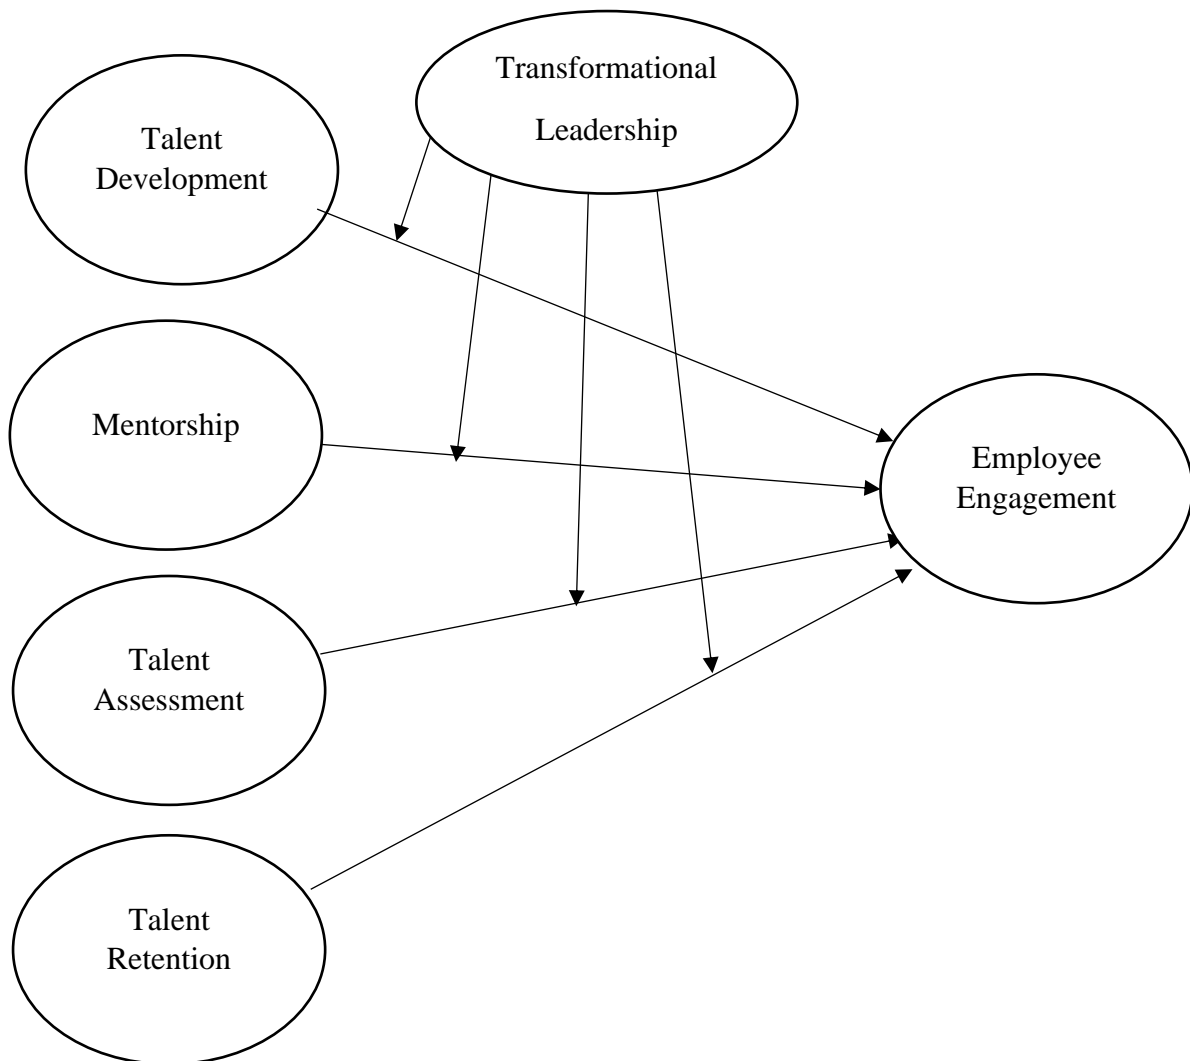 Transformational
Leadership
Talent
Development
Mentorship
Employee
Engagement
Talent
Assessment
Talent
Retention